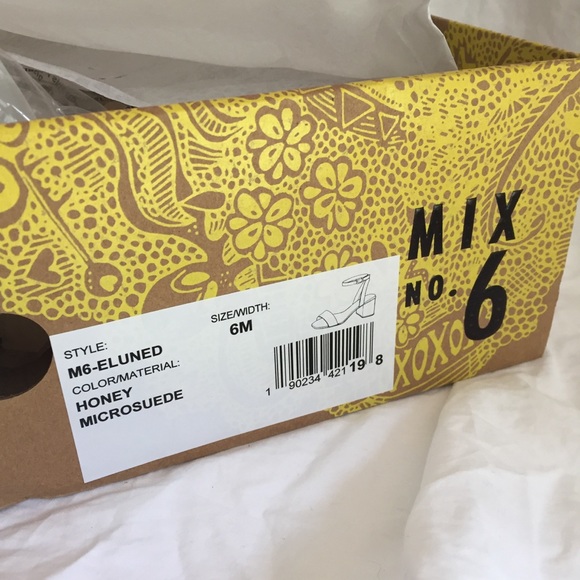 MIX
NO. 6
XOXO
STYLE:
M6-ELUNED
COLOR/MATERIAL:
HONEY
MICROSUEDE
SIZE/WIDTH:
6M
1 90234 42119 8